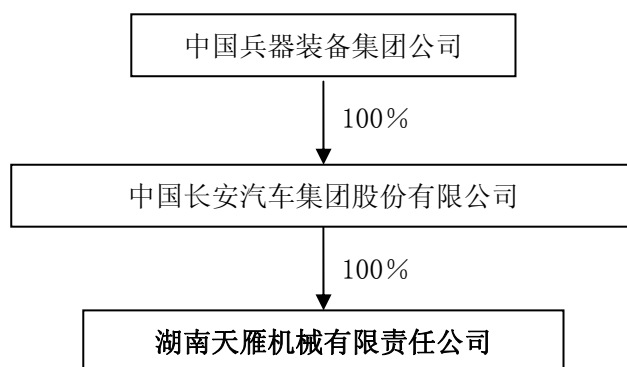 中国兵器装备集团公司
100％
中国长安汽车集团股份有限公司
100％
湖南天雁机械有限责任公司